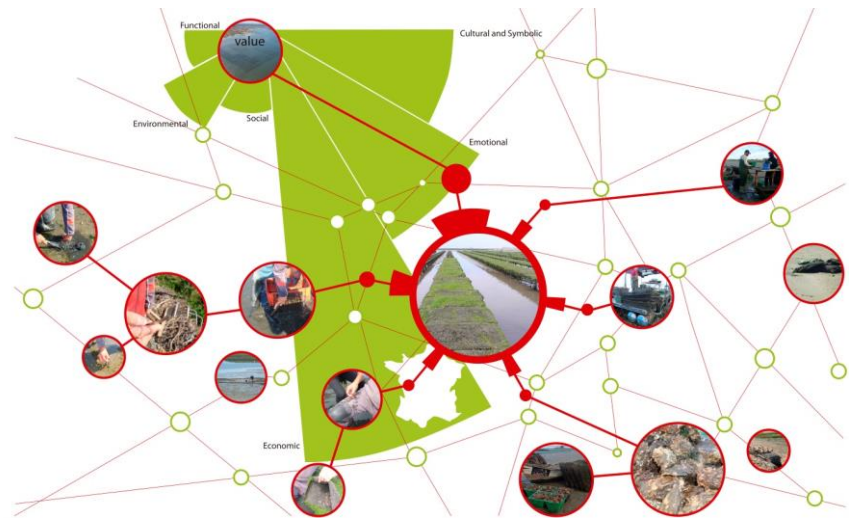 Functional
value
Cultural and Symbolic
Environmental
Social
Emotional
Economic